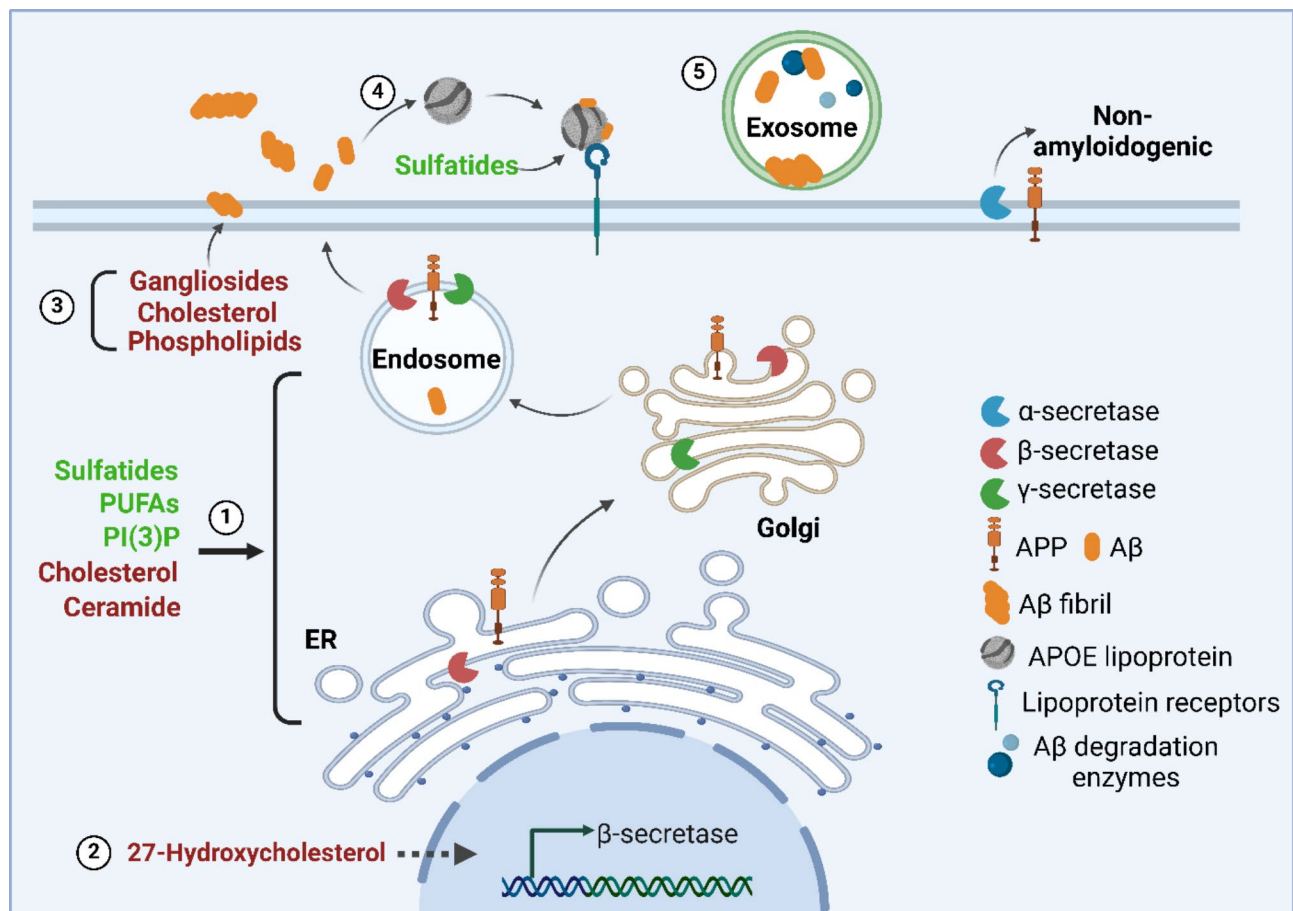 4
5
Exosome
Non-
amyloidogenic
Sulfatides
3
Gangliosides
Cholesterol
Phospholipids
Endosome
Sulfatides
PUFAs
PI(3)P
Cholesterol
Ceramide
1
Golgi
ER
α-secretase
β-secretase
γ-secretase
APP Aβ
Aβ fibril
APOE lipoprotein
Lipoprotein receptors
Aβ degradation
enzymes
2 27-Hydroxycholesterol
β-secretase